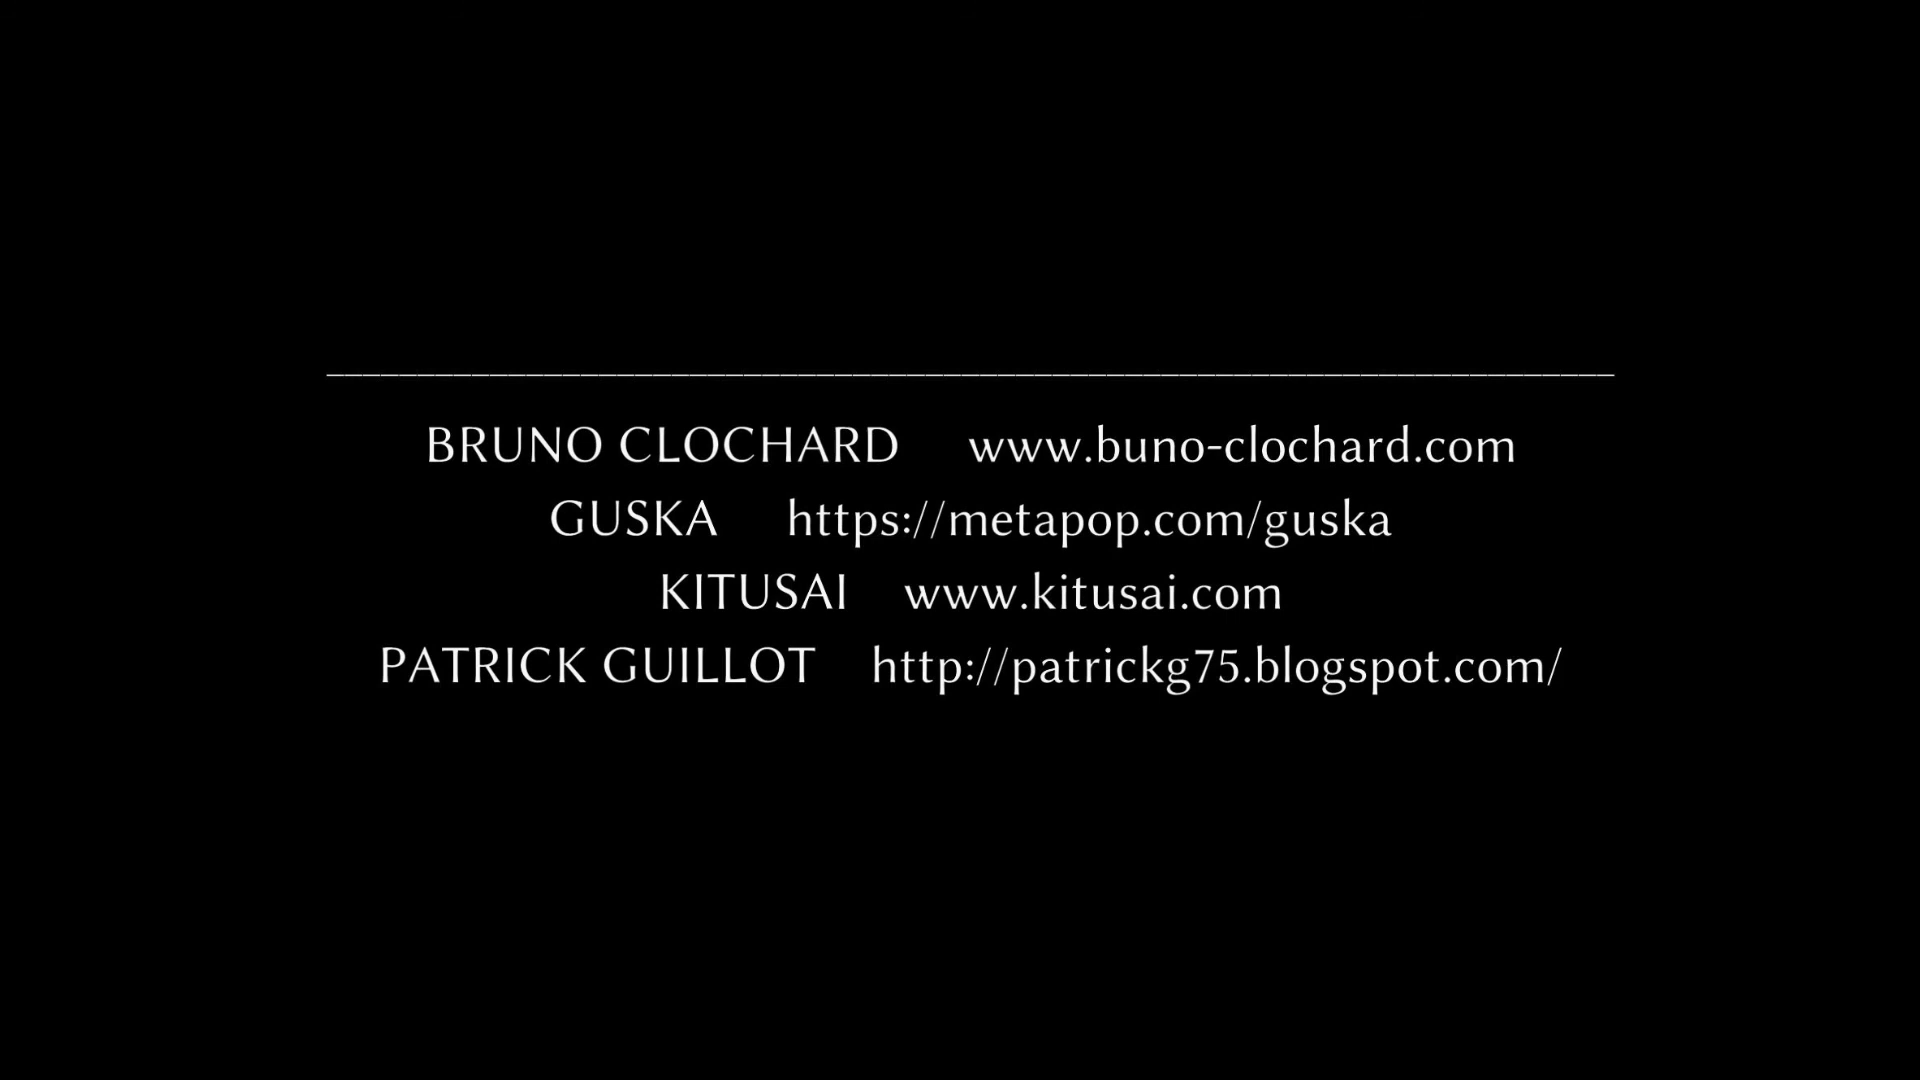 BRUNO CLOCHARD www.buno-clochard.com
GUSKA https://metapop.com/guska
KITUSAI www.kitusai.com
PATRICK GUILLOT http://patrickg75.blogspot.com/